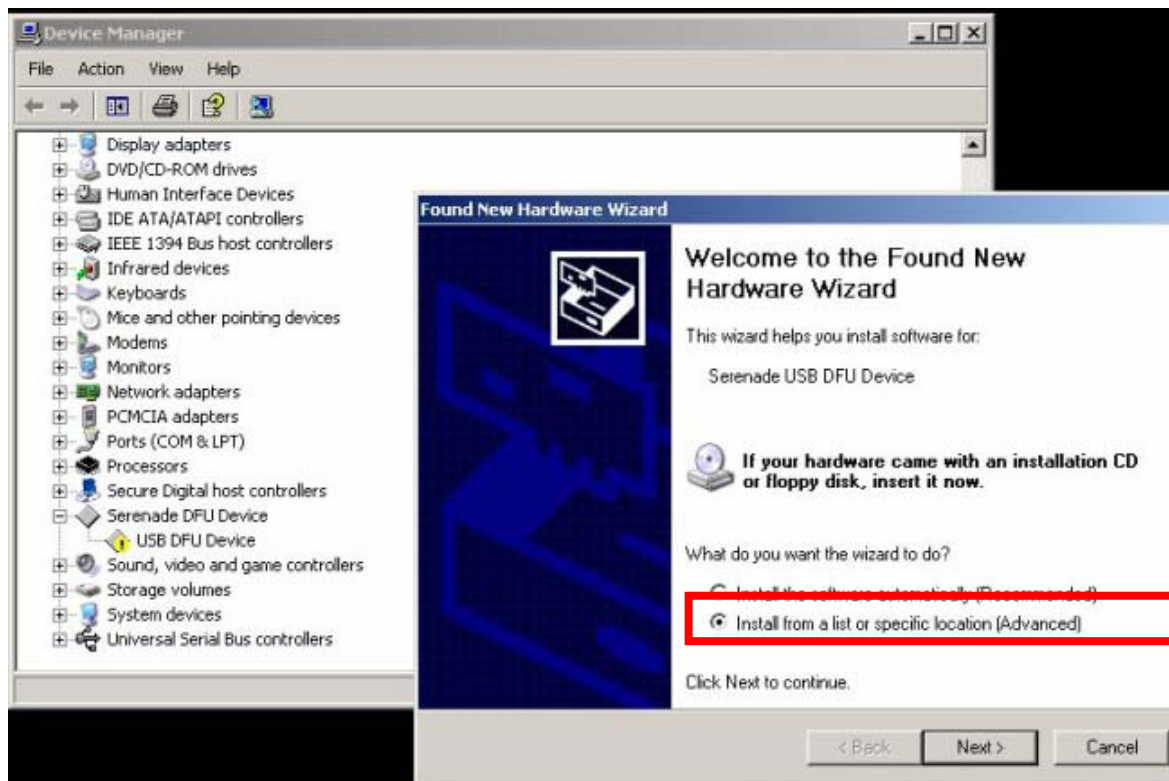 Device Manager
File Action View Help
Display adapters
DVD/CD-ROM drives
Human Interface Devices
IDE ATA/ATAPI controllers
IEEE 1394 Bus host controllers
Infrared devices
Keyboards
Mice and other pointing devices
Modems
Monitors
Network adapters
PCMCIA adapters
Ports (COM & LPT)
Processors
Secure Digital host controllers
Serenade DFU Device
USB DFU Device
Sound, video and game controllers
Storage volumes
System devices
Universal Serial Bus controllers
Found New Hardware Wizard
Welcome to the Found New
Hardware Wizard
This wizard helps you install software for:
Serenade USB DFU Device
If your hardware came with an installation CD
or floppy disk, insert it now.
What do you want the wizard to do?
Install the software automatically (Recommended)
Install from a list or specific location (Advanced)
Click Next to continue.
< Back Next > Cancel